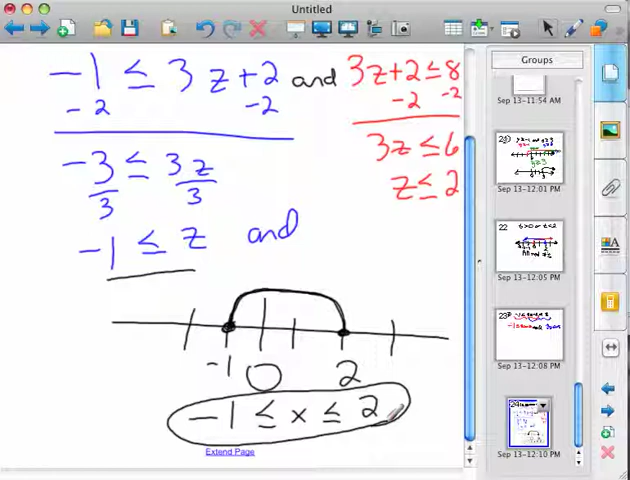 Untitled
Groups
-1 ≤ 3z+2 and 3z+2≤8
-2 -2 -2 -2
-3 ≤ 3z 3z ≤6
3 3 z≤ 2
-1 ≤ z and
-1 0 2
-1 ≤ x ≤ 2
Extend Page
Sep 13-11.54 AM
Sep 13-12.01 PM
22
Sep 13-12.05 PM
Sep 13-12.08 PM
Sep 13-12.10 PM